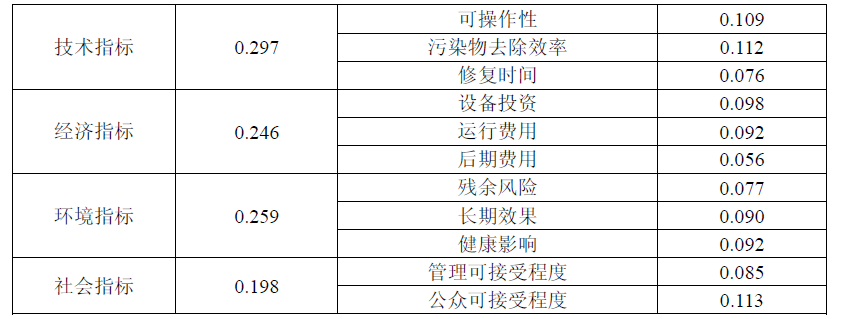 技术指标 0.297 可操作性 0.109
污染物去除效率 0.112
修复时间 0.076
经济指标 0.246 设备投资 0.098
运行费用 0.092
后期费用 0.056
环境指标 0.259 残余风险 0.077
长期效果 0.090
健康影响 0.092
社会指标 0.198 管理可接受程度 0.085
公众可接受程度 0.113